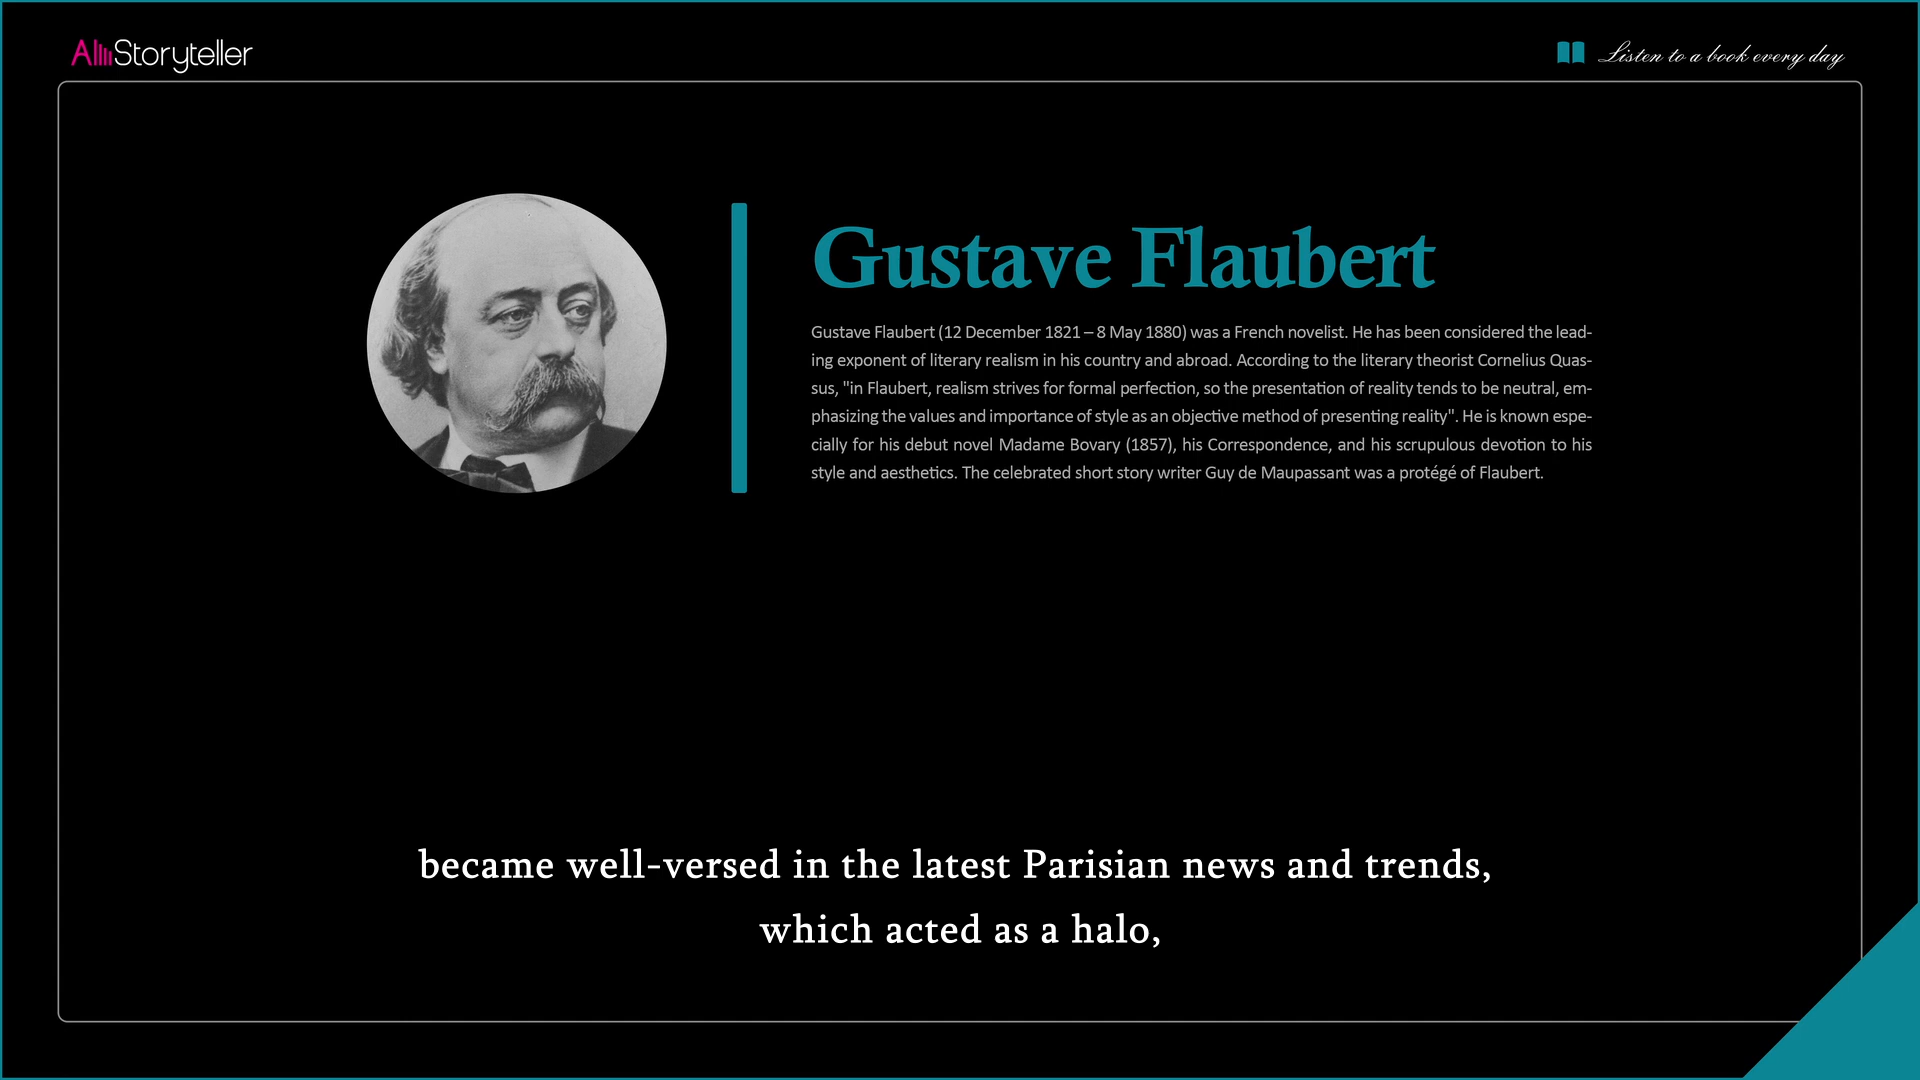 AllStoryteller
Listen to a book every day
Gustave Flaubert
Gustave Flaubert (12 December 1821 – 8 May 1880) was a French novelist. He has been considered the lead-
ing exponent of literary realism in his country and abroad. According to the literary theorist Cornelius Quas-
sus, "in Flaubert, realism strives for formal perfection, so the presentation of reality tends to be neutral, em-
phasizing the values and importance of style as an objective method of presenting reality". He is known espe-
cially for his debut novel Madame Bovary (1857), his Correspondence, and his scrupulous devotion to his
style and aesthetics. The celebrated short story writer Guy de Maupassant was a protégé of Flaubert.
became well-versed in the latest Parisian news and trends,
which acted as a halo,